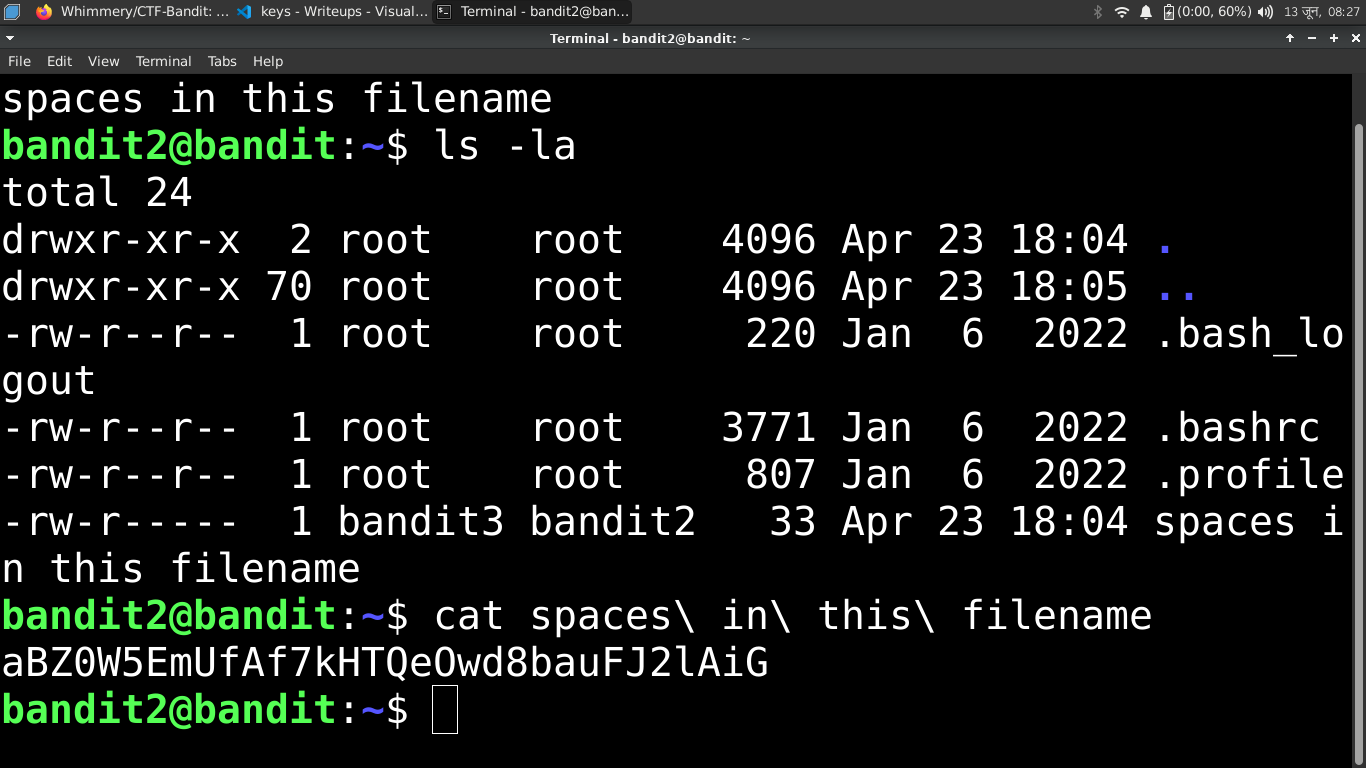 Whimmery/CTF-Bandit: ...
keys - Writeups - Visual...
Terminal - bandit2@ban...
(0:00, 60%)
13 जून, 08:27
Terminal - bandit2@bandit: ~
File Edit View Terminal Tabs Help
spaces in this filename
bandit2@bandit:~$ ls -la
total 24
drwxr-xr-x  2 root    root    4096 Apr 23 18:04 .
drwxr-xr-x 70 root    root    4096 Apr 23 18:05 ..
-rw-r--r--  1 root    root     220 Jan  6  2022 .bash_lo
gout
-rw-r--r--  1 root    root    3771 Jan  6  2022 .bashrc
-rw-r--r--  1 root    root     807 Jan  6  2022 .profile
-rw-r-----  1 bandit3 bandit2   33 Apr 23 18:04 spaces i
n this filename
bandit2@bandit:~$ cat spaces\ in\ this\ filename
aBZ0W5EmUfAf7kHTQeOwd8bauFJ2lAiG
bandit2@bandit:~$